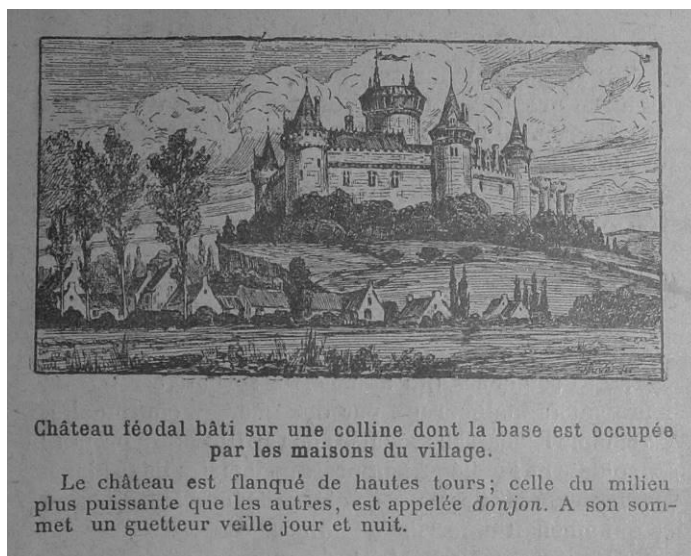 Château féodal bâti sur une colline dont la base est occupée
par les maisons du village.
Le château est flanqué de hautes tours; celle du milieu
plus puissante que les autres, est appelée donjon. A son som-
met un guetteur veille jour et nuit.